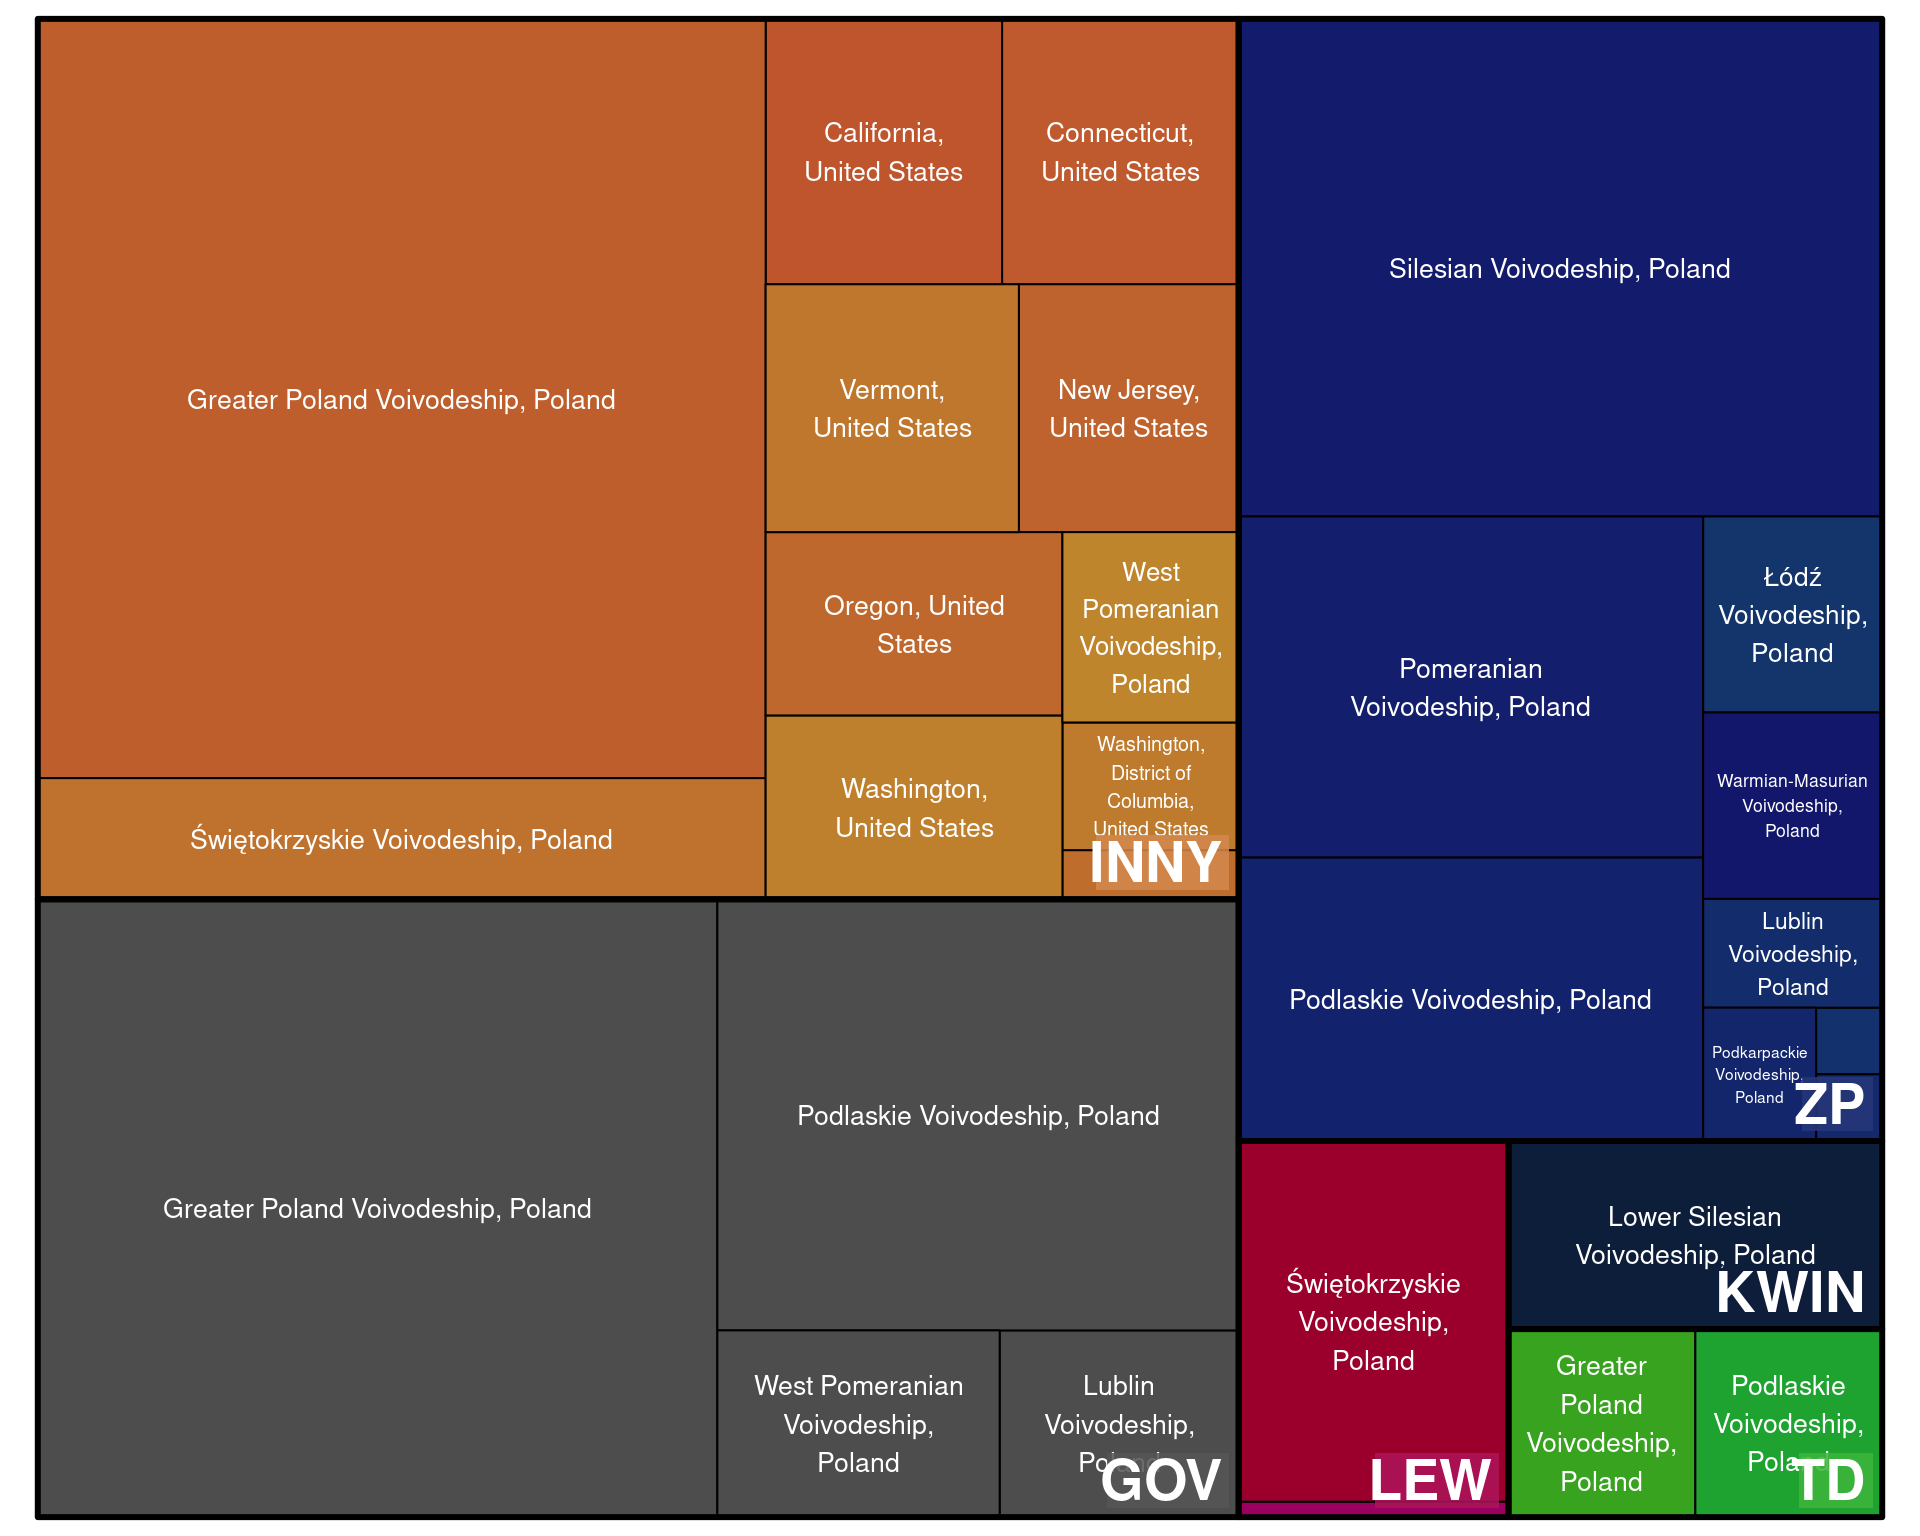 Greater Poland Voivodeship, Poland
Świętokrzyskie Voivodeship, Poland
California,
United States
Connecticut,
United States
Vermont,
United States
New Jersey,
United States
Oregon, United
States
West
Pomeranian
Voivodeship,
Poland
Washington,
United States
Washington,
District of
Columbia,
United States
INNY
Silesian Voivodeship, Poland
Pomeranian
Voivodeship, Poland
Łódź
Voivodeship,
Poland
Warmian-Masurian
Voivodeship,
Poland
Podlaskie Voivodeship, Poland
Lublin
Voivodeship,
Poland
Podkarpackie
Voivodeship,
Poland
ZP
Greater Poland Voivodeship, Poland
Podlaskie Voivodeship, Poland
West Pomeranian
Voivodeship,
Poland
Lublin
Voivodeship,
Poland
GOV
Świętokrzyskie
Voivodeship,
Poland
LEW
Lower Silesian
Voivodeship, Poland
KWIN
Greater
Poland
Voivodeship,
Poland
Podlaskie
Voivodeship,
Poland
TD